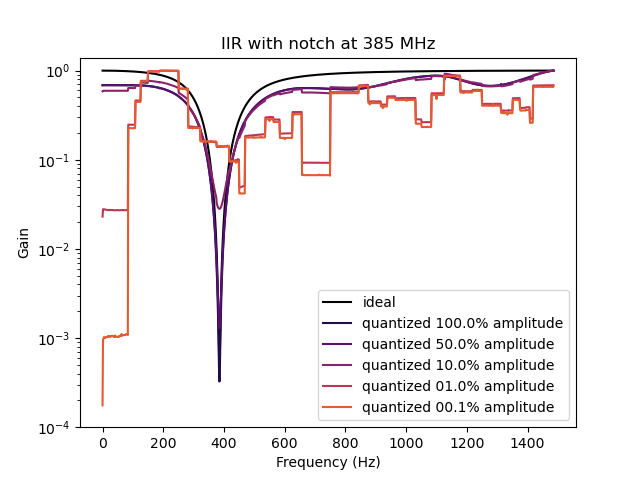 IIR with notch at 385 MHz
10⁰
10⁻¹
10⁻²
10⁻³
10⁻⁴
Gain
ideal
quantized 100.0% amplitude
quantized 50.0% amplitude
quantized 10.0% amplitude
quantized 01.0% amplitude
quantized 00.1% amplitude
0 200 400 600 800 1000 1200 1400
Frequency (Hz)